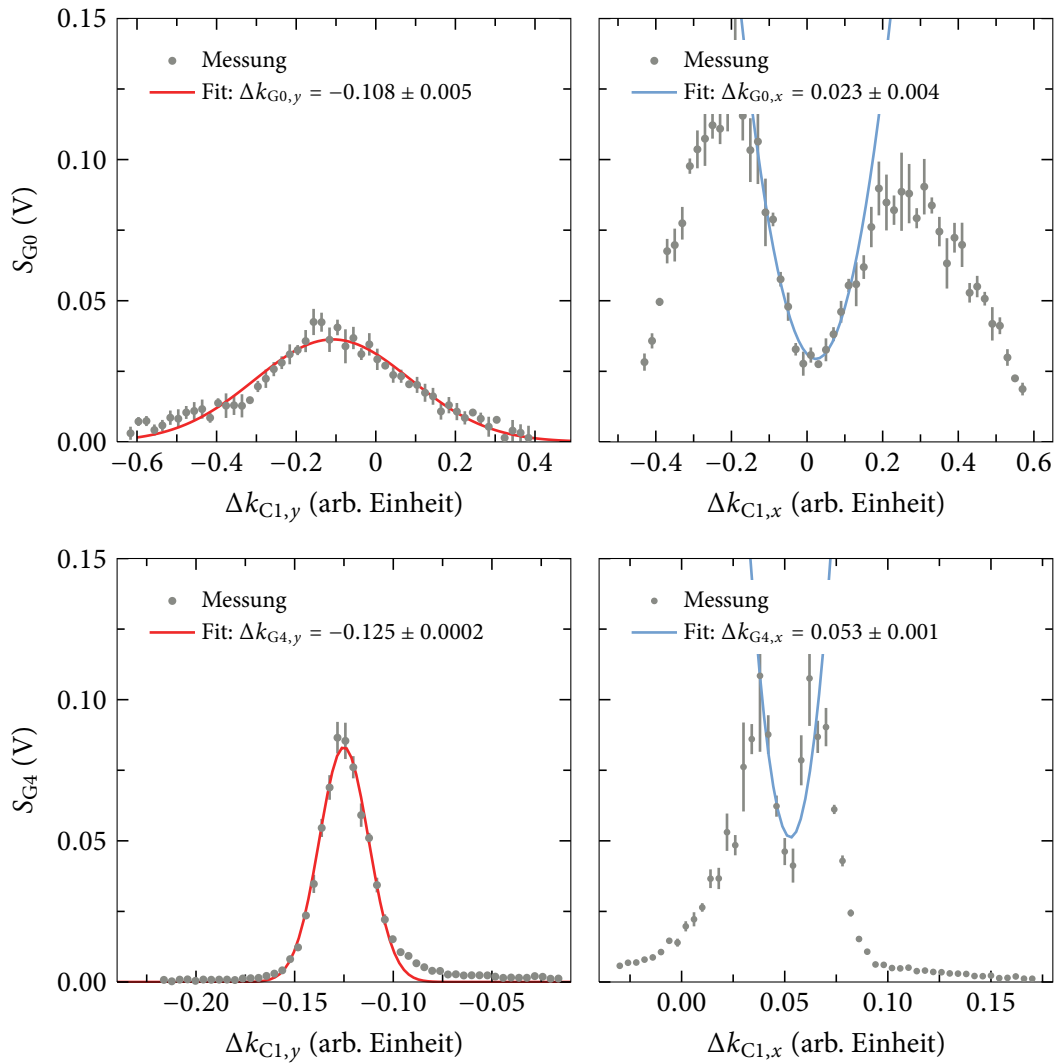 0.15
0.10
0.05
0.00
S_G0 (V)
Messung
Fit: Δk_G0,y = −0.108 ± 0.005
−0.6 −0.4 −0.2 0 0.2 0.4
Δk_C1,y (arb. Einheit)
Messung
Fit: Δk_G0,x = 0.023 ± 0.004
−0.4 −0.2 0 0.2 0.4 0.6
Δk_C1,x (arb. Einheit)
0.15
0.10
0.05
0.00
S_G4 (V)
Messung
Fit: Δk_G4,y = −0.125 ± 0.0002
−0.20 −0.15 −0.10 −0.05
Δk_C1,y (arb. Einheit)
Messung
Fit: Δk_G4,x = 0.053 ± 0.001
0.00 0.05 0.10 0.15
Δk_C1,x (arb. Einheit)